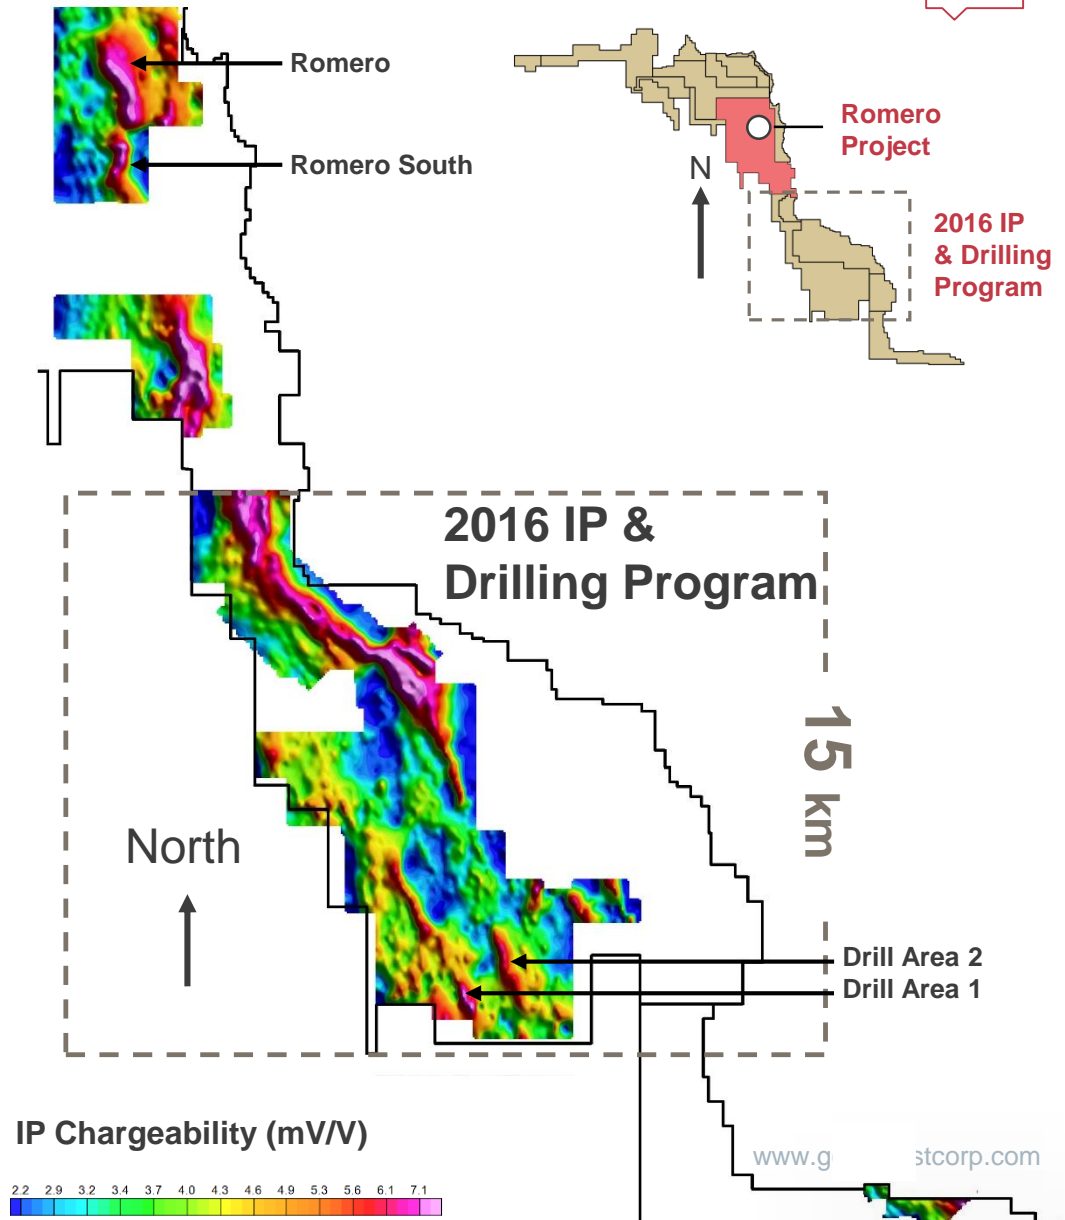 Romero
Romero South
Romero
Project
N
2016 IP
& Drilling
Program
2016 IP &
Drilling Program
15 km
North
Drill Area 2
Drill Area 1
IP Chargeability (mV/V)
2.2 2.9 3.2 3.4 3.7 4.0 4.3 4.6 4.9 5.3 5.6 6.1 7.1